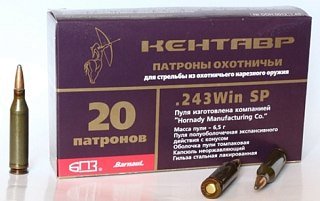 КЕНТАВР
ПАТРОНЫ ОХОТНИЧЬИ
для стрельбы из охотничьего нарезного оружия
.243Win SP
20
патронов
Пуля изготовлена компанией
"Hornady Manufacturing Co."
Масса пули - 6,5 г
Пуля полуоболочечная экспансивного
действия с конусом
Оболочка пули томпаковая
Капсюль неоржавляющий
Гильза стальная лакированная
Barnaul